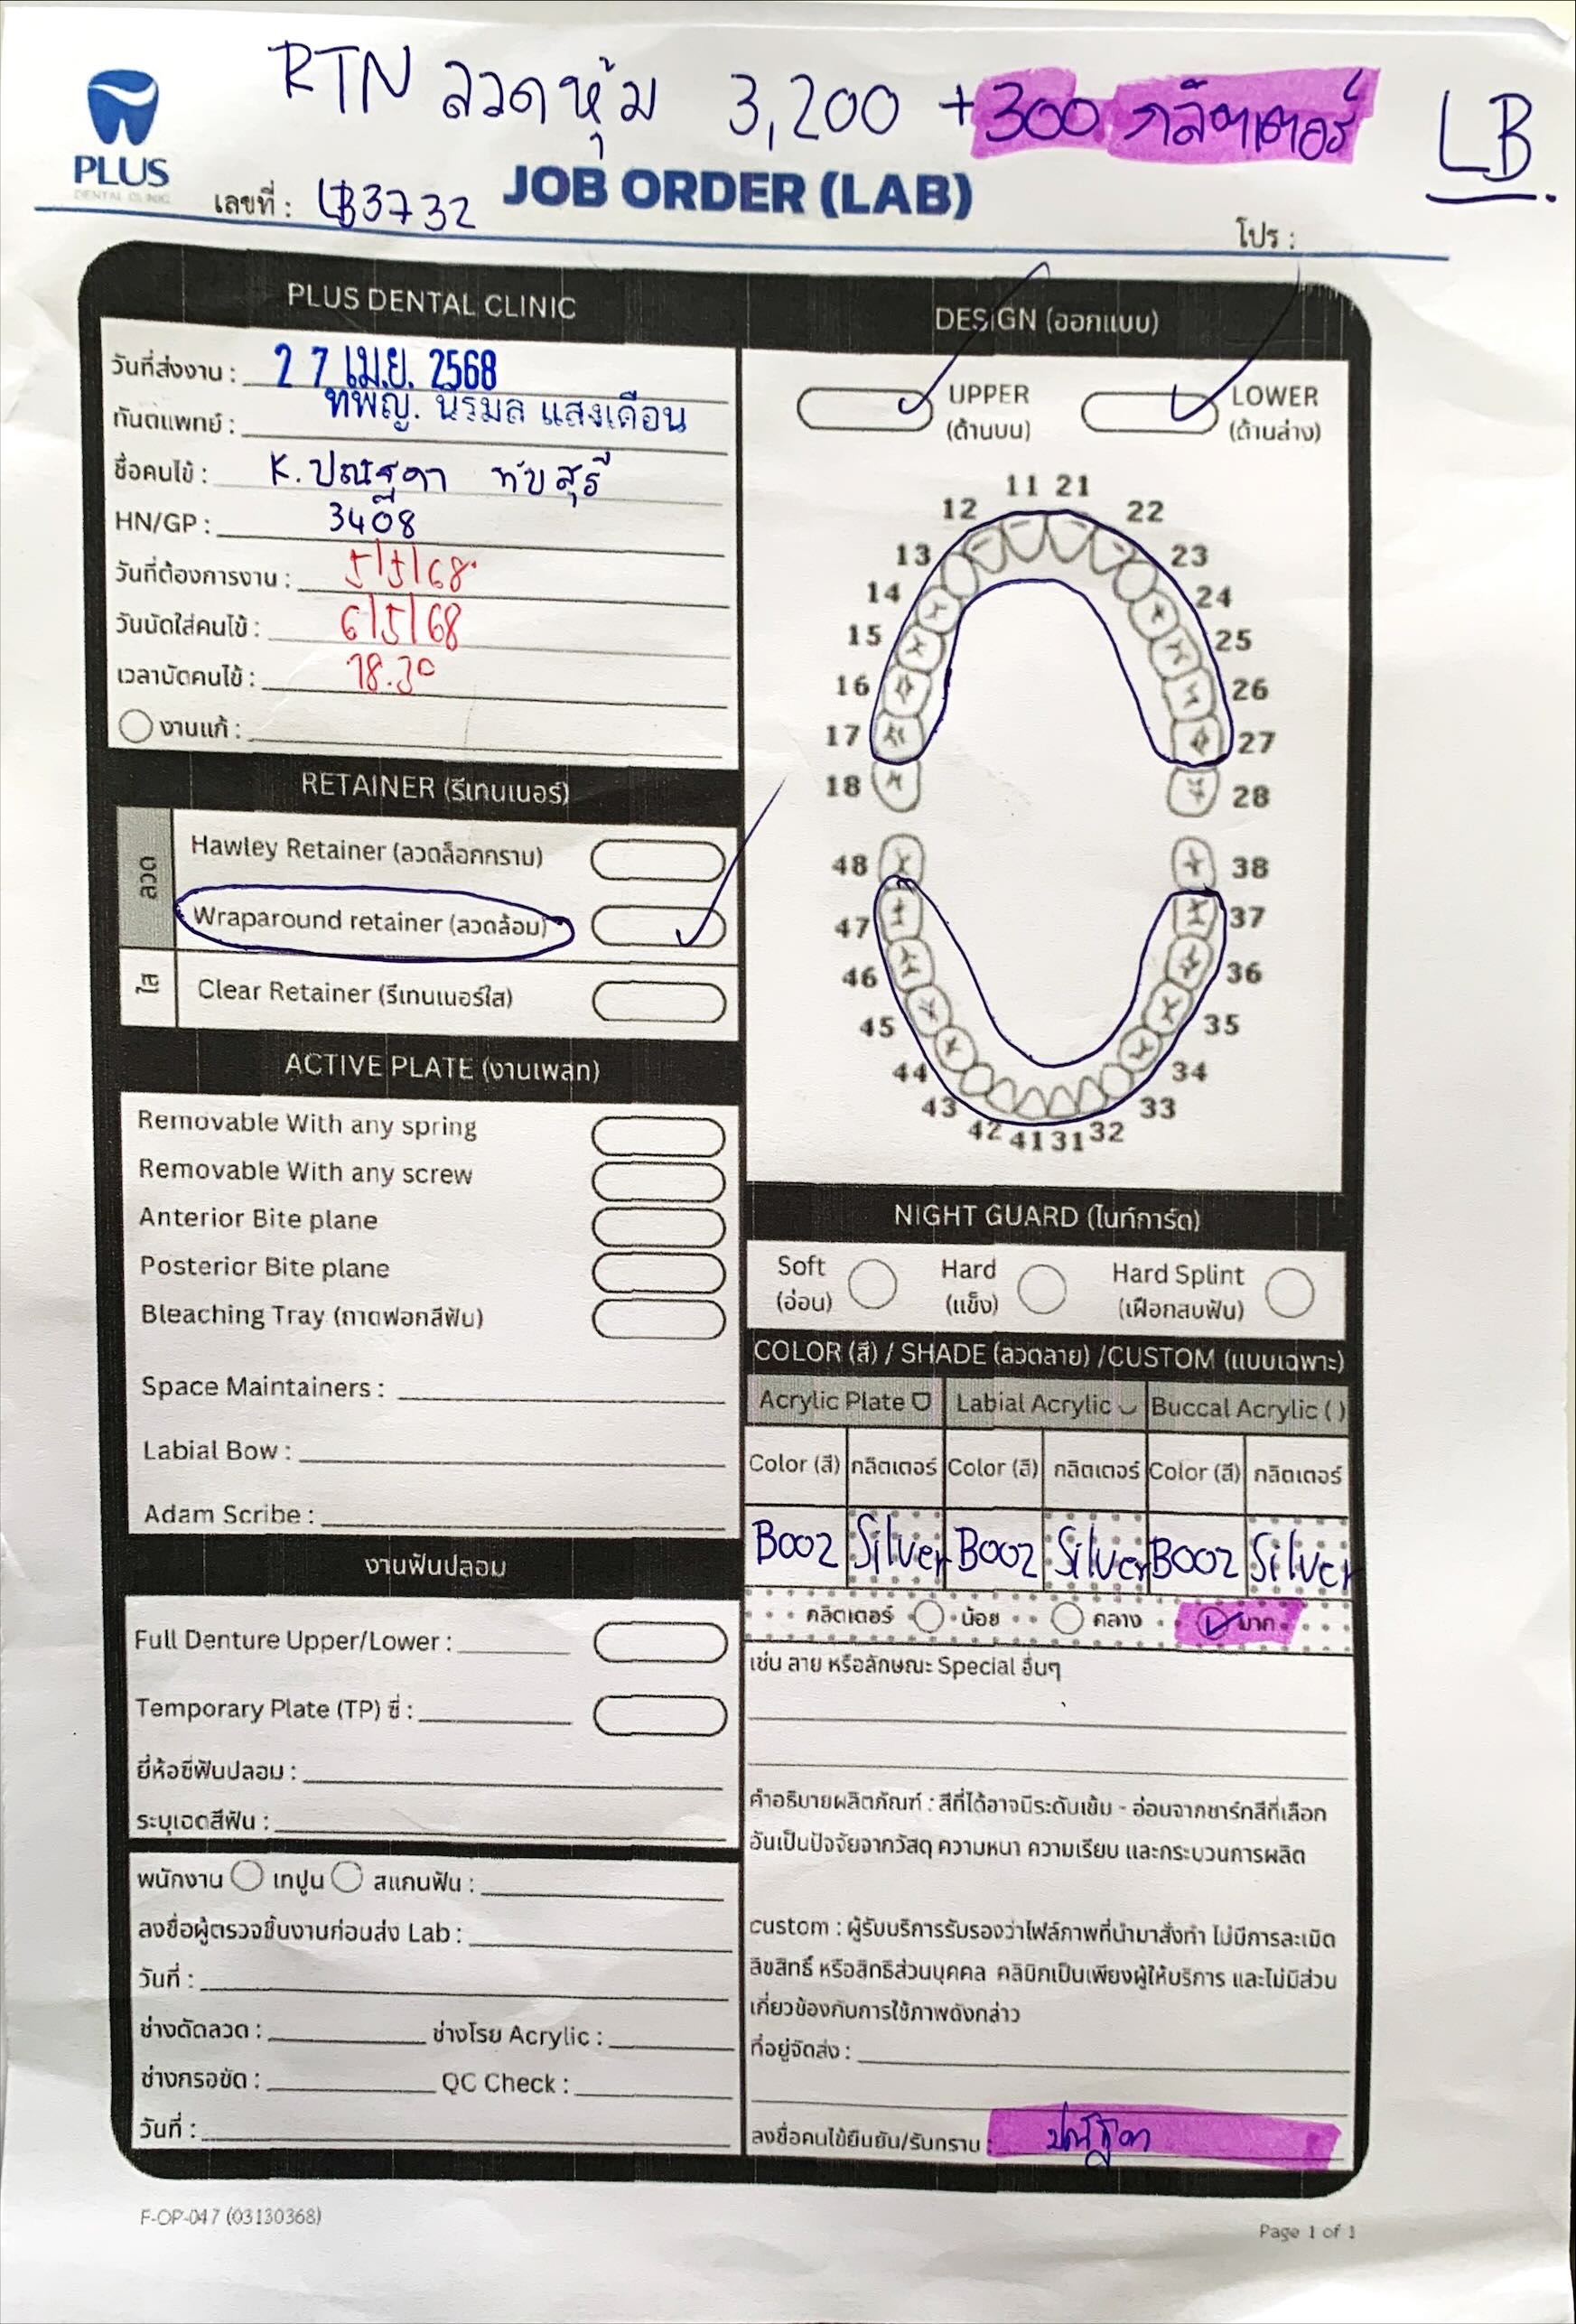 RTN ลวดหุ้ม 3,200 +300 กลิตเตอร์
LB
PLUS
DENTAL CLINIC
เลขที่ : LB3732
JOB ORDER (LAB)
โปร :
PLUS DENTAL CLINIC
วันที่ส่งงาน : 27 เม.ย. 2568
ทันตแพทย์ : ทพญ. นิรมล แสงเดือน
ชื่อคนไข้ : K. ปณิฐดา ทับสุรี
HN/GP : 3408
วันที่ต้องการงาน : 5/5/68
วันนัดใส่คนไข้ : 6/5/68
เวลานัดคนไข้ : 18.30
งานแก้ :
RETAINER (รีเทนเนอร์)
ลวด
Hawley Retainer (ลวดล็อกกราม)
Wraparound retainer (ลวดล้อม)
ใส
Clear Retainer (รีเทนเนอร์ใส)
ACTIVE PLATE (งานเพลท)
Removable With any spring
Removable With any screw
Anterior Bite plane
Posterior Bite plane
Bleaching Tray (ถาดฟอกสีฟัน)
Space Maintainers :
Labial Bow :
Adam Scribe :
งานฟันปลอม
Full Denture Upper/Lower :
Temporary Plate (TP) ซี่ :
ยี่ห้อซี่ฟันปลอม :
ระบุเฉดสีฟัน :
พนักงาน เทปูน สแกนฟัน :
ลงชื่อผู้ตรวจชิ้นงานก่อนส่ง Lab :
วันที่ :
ช่างดัดลวด : ช่างโรย Acrylic :
ช่างกรอขัด : QC Check :
วันที่ :
DESIGN (ออกแบบ)
UPPER LOWER
(ด้านบน) (ด้านล่าง)
11 21
12 22
13 23
14 24
15 25
16 26
17 27
18 28
48 38
47 37
46 36
45 35
44 34
43 33
42 41 31 32
NIGHT GUARD (ไนท์การ์ด)
Soft Hard Hard Splint
(อ่อน) (แข็ง) (เฝือกสบฟัน)
COLOR (สี) / SHADE (ลวดลาย) /CUSTOM (แบบเฉพาะ)
Acrylic Plate Labial Acrylic Buccal Acrylic ( )
Color (สี) กลิตเตอร์ Color (สี) กลิตเตอร์ Color (สี) กลิตเตอร์
B002 Silver B002 Silver B002 Silver
กลิตเตอร์ น้อย กลาง มาก
เช่น ลาย หรือลักษณะ Special อื่นๆ
คำอธิบายผลิตภัณฑ์ : สีที่ได้อาจมีระดับเข้ม - อ่อนจากชาร์ทสีที่เลือก
อันเป็นปัจจัยจากวัสดุ ความหนา ความเรียบ และกระบวนการผลิต
custom : ผู้รับบริการรับรองว่าไฟล์ภาพที่นำมาสั่งทำ ไม่มีการละเมิด
ลิขสิทธิ์ หรือสิทธิส่วนบุคคล คลินิกเป็นเพียงผู้ให้บริการ และไม่มีส่วน
เกี่ยวข้องกับการใช้ภาพดังกล่าว
ที่อยู่จัดส่ง :
ลงชื่อคนไข้ยืนยัน/รับทราบ : ปณิฐดา
F-OP-047 (03130368)
Page 1 of 1